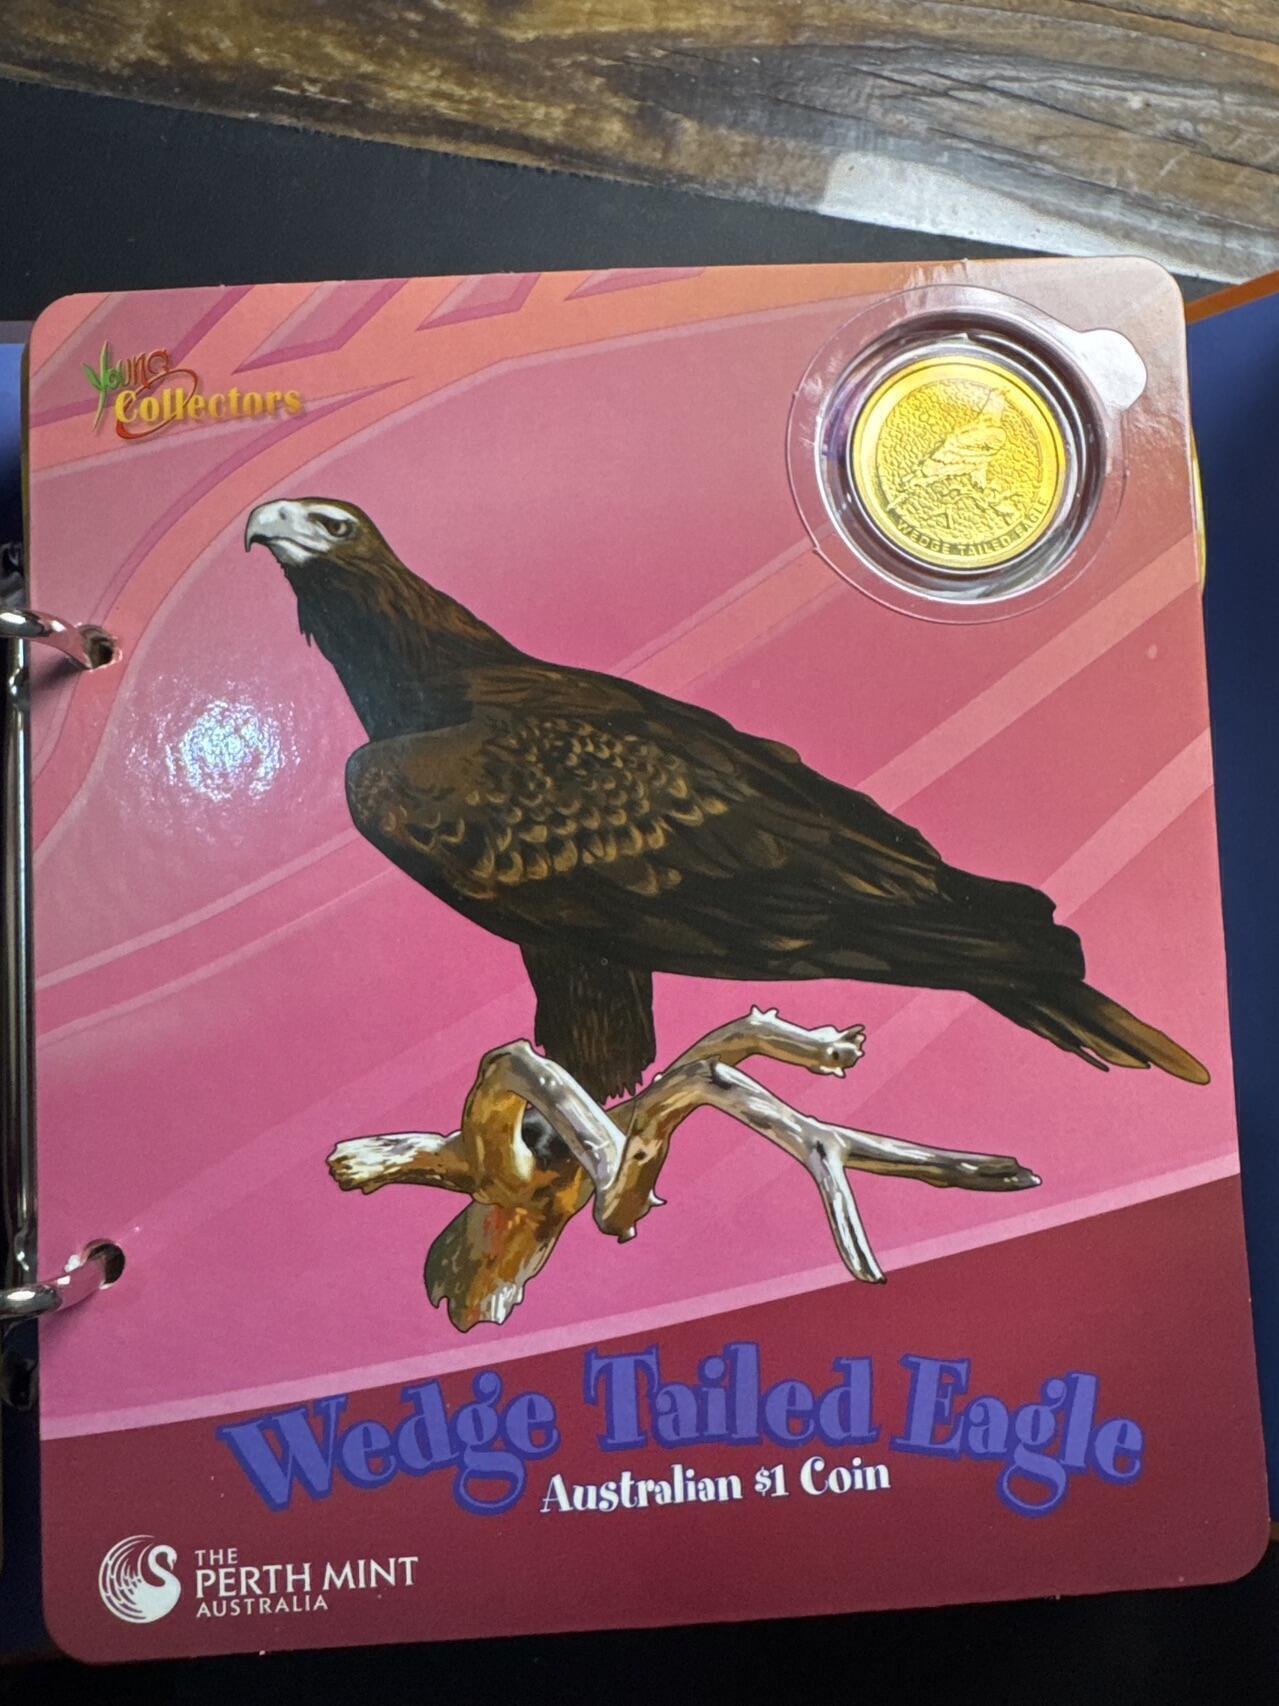 Young
Collectors
WEDGE TAILED EAGLE
Wedge Tailed Eagle
Australian $1 Coin
THE
PERTH MINT
AUSTRALIA